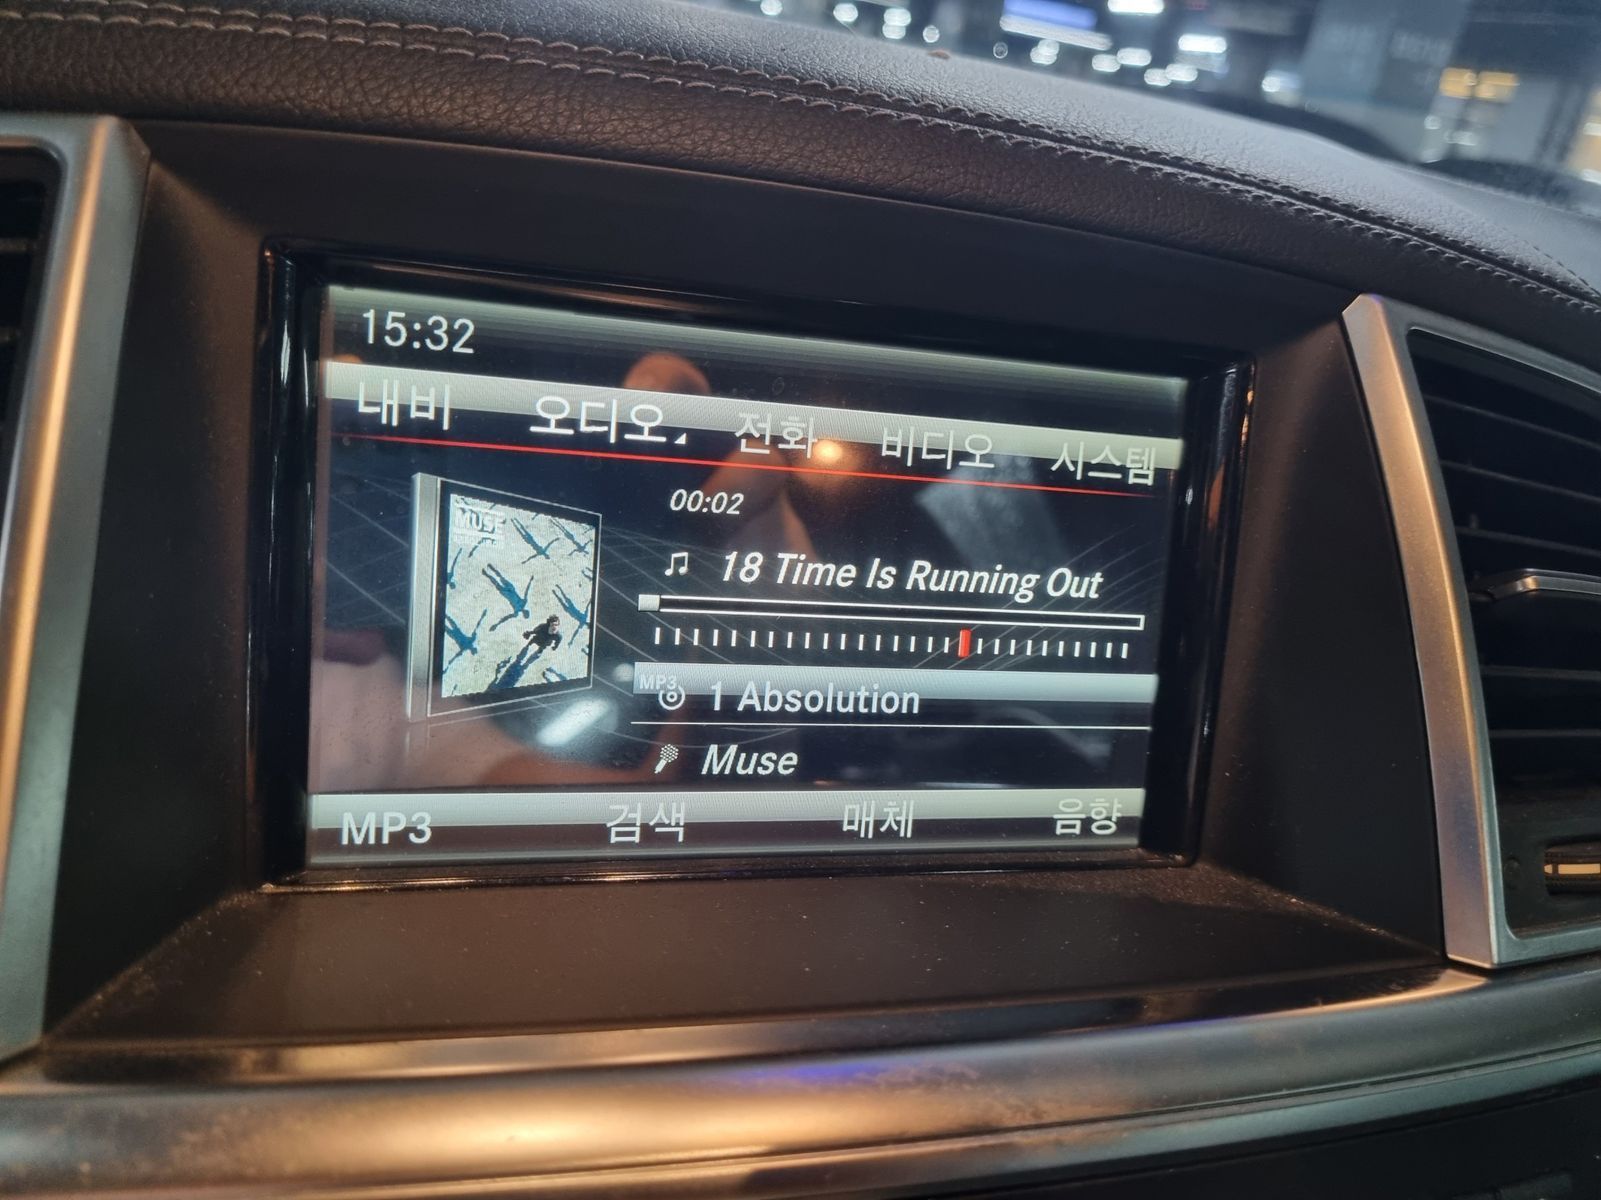 15:32
내비 오디오 전화 비디오 시스템
00:02
MUSE
18 Time Is Running Out
MP3
1 Absolution
Muse
MP3 검색 매체 음향